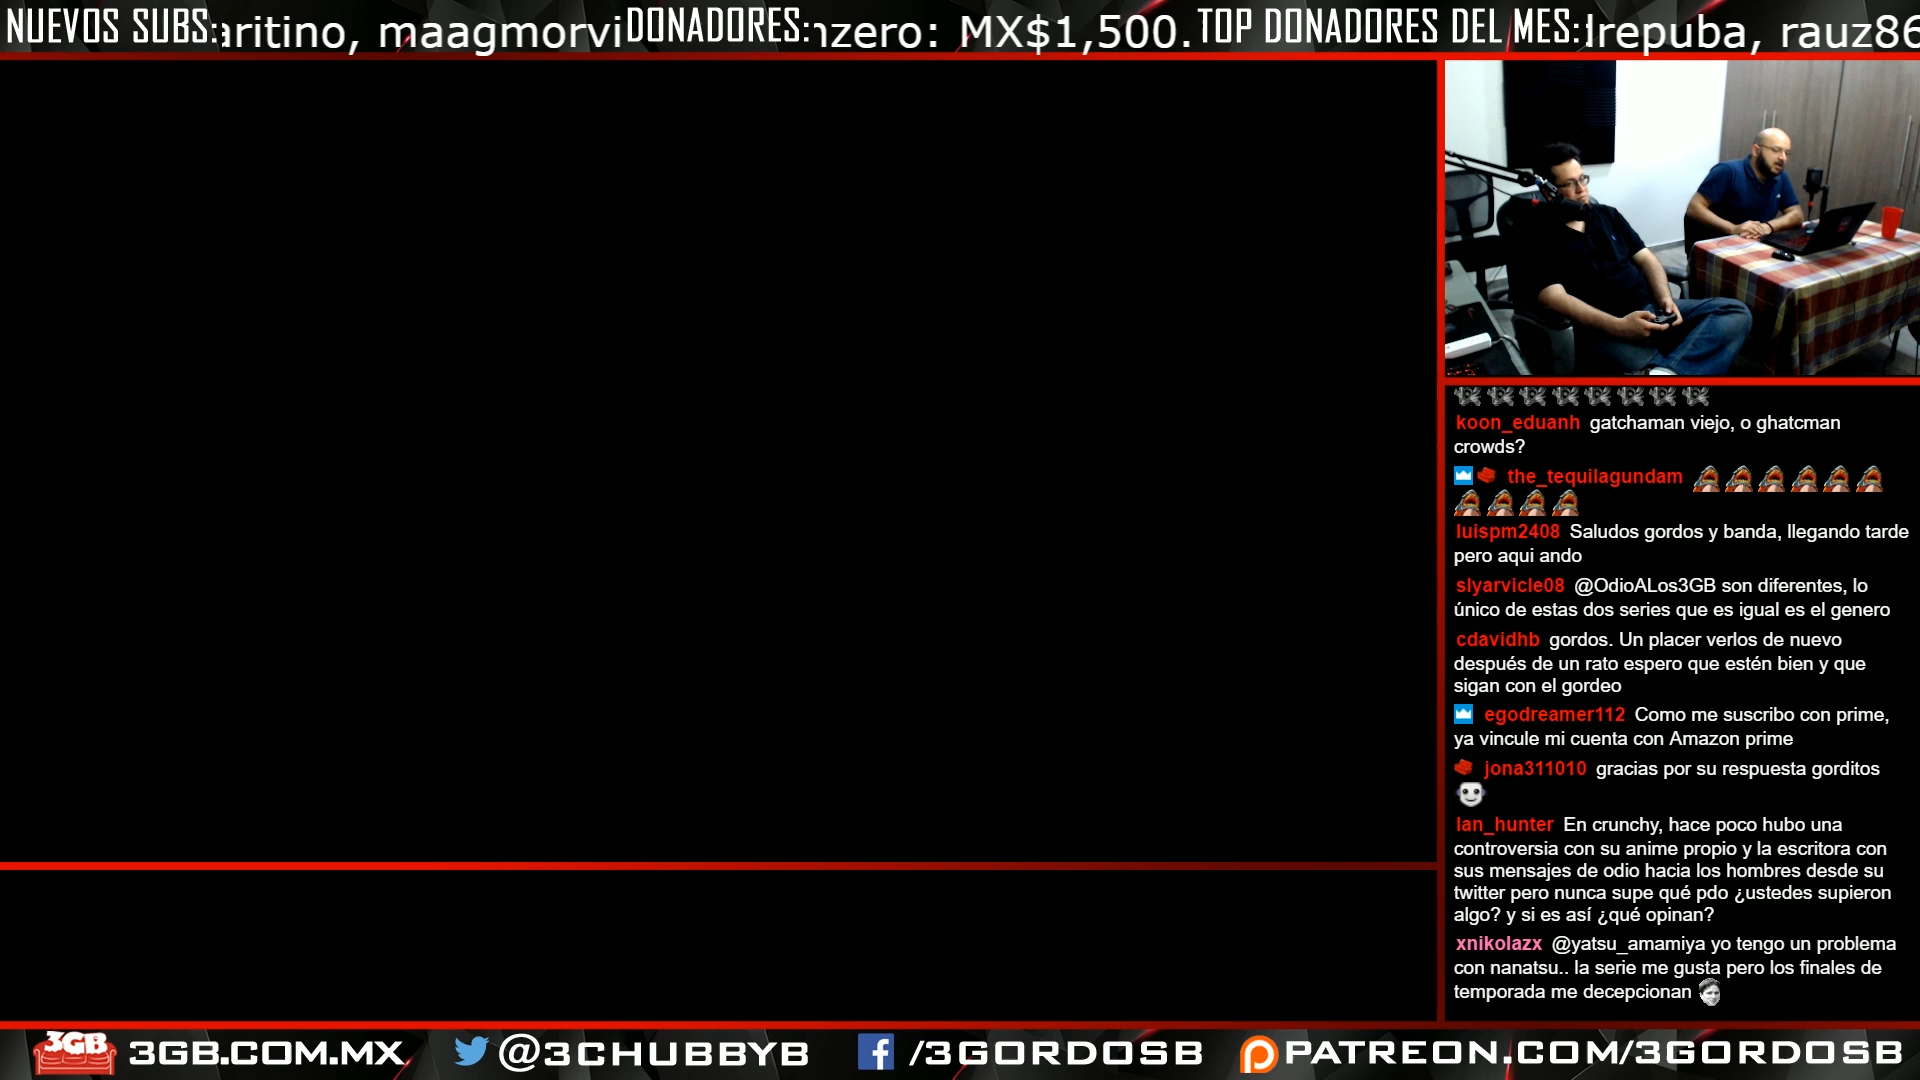 NUEVOS SUBS:
aritino, maagmorvi
DONADORES:
nzero: MX$1,500.
TOP DONADORES DEL MES:
drepuba, rauz86
koon_eduanh gatchaman viejo, o ghatcman
crowds?
the_tequilagundam
luispm2408 Saludos gordos y banda, llegando tarde
pero aqui ando
slyarvicle08 @OdioALos3GB son diferentes, lo
único de estas dos series que es igual es el genero
cdavidhb gordos. Un placer verlos de nuevo
después de un rato espero que estén bien y que
sigan con el gordeo
egodreamer112 Como me suscribo con prime,
ya vincule mi cuenta con Amazon prime
jona311010 gracias por su respuesta gorditos
Ian_hunter En crunchy, hace poco hubo una
controversia con su anime propio y la escritora con
sus mensajes de odio hacia los hombres desde su
twitter pero nunca supe qué pdo ¿ustedes supieron
algo? y si es así ¿qué opinan?
xnikolazx @yatsu_amamiya yo tengo un problema
con nanatsu.. la serie me gusta pero los finales de
temporada me decepcionan
3GB
3GB.COM.MX
@3CHUBBYB
/3GORDOSB
PATREON.COM/3GORDOSB